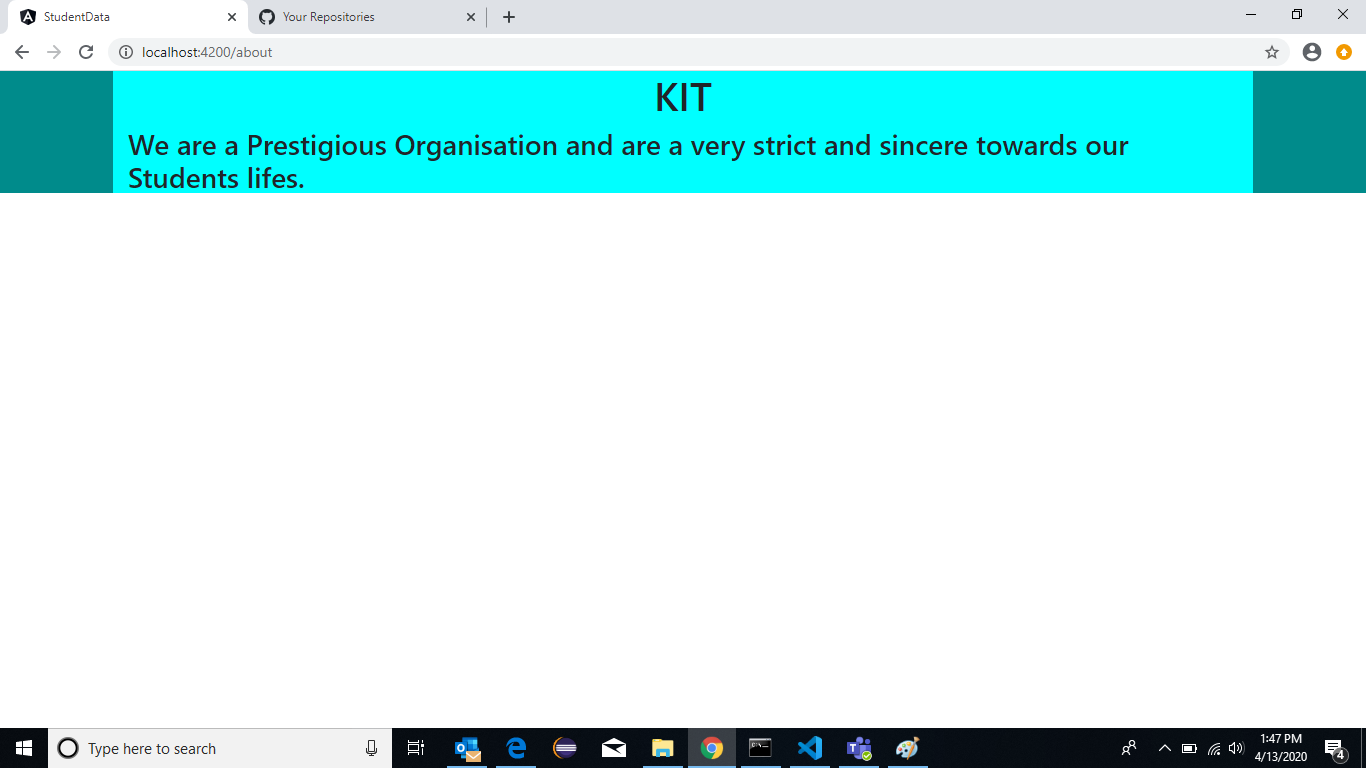 StudentData
Your Repositories
localhost:4200/about
KIT
We are a Prestigious Organisation and are a very strict and sincere towards our
Students lifes.
Type here to search
1:47 PM
4/13/2020
4